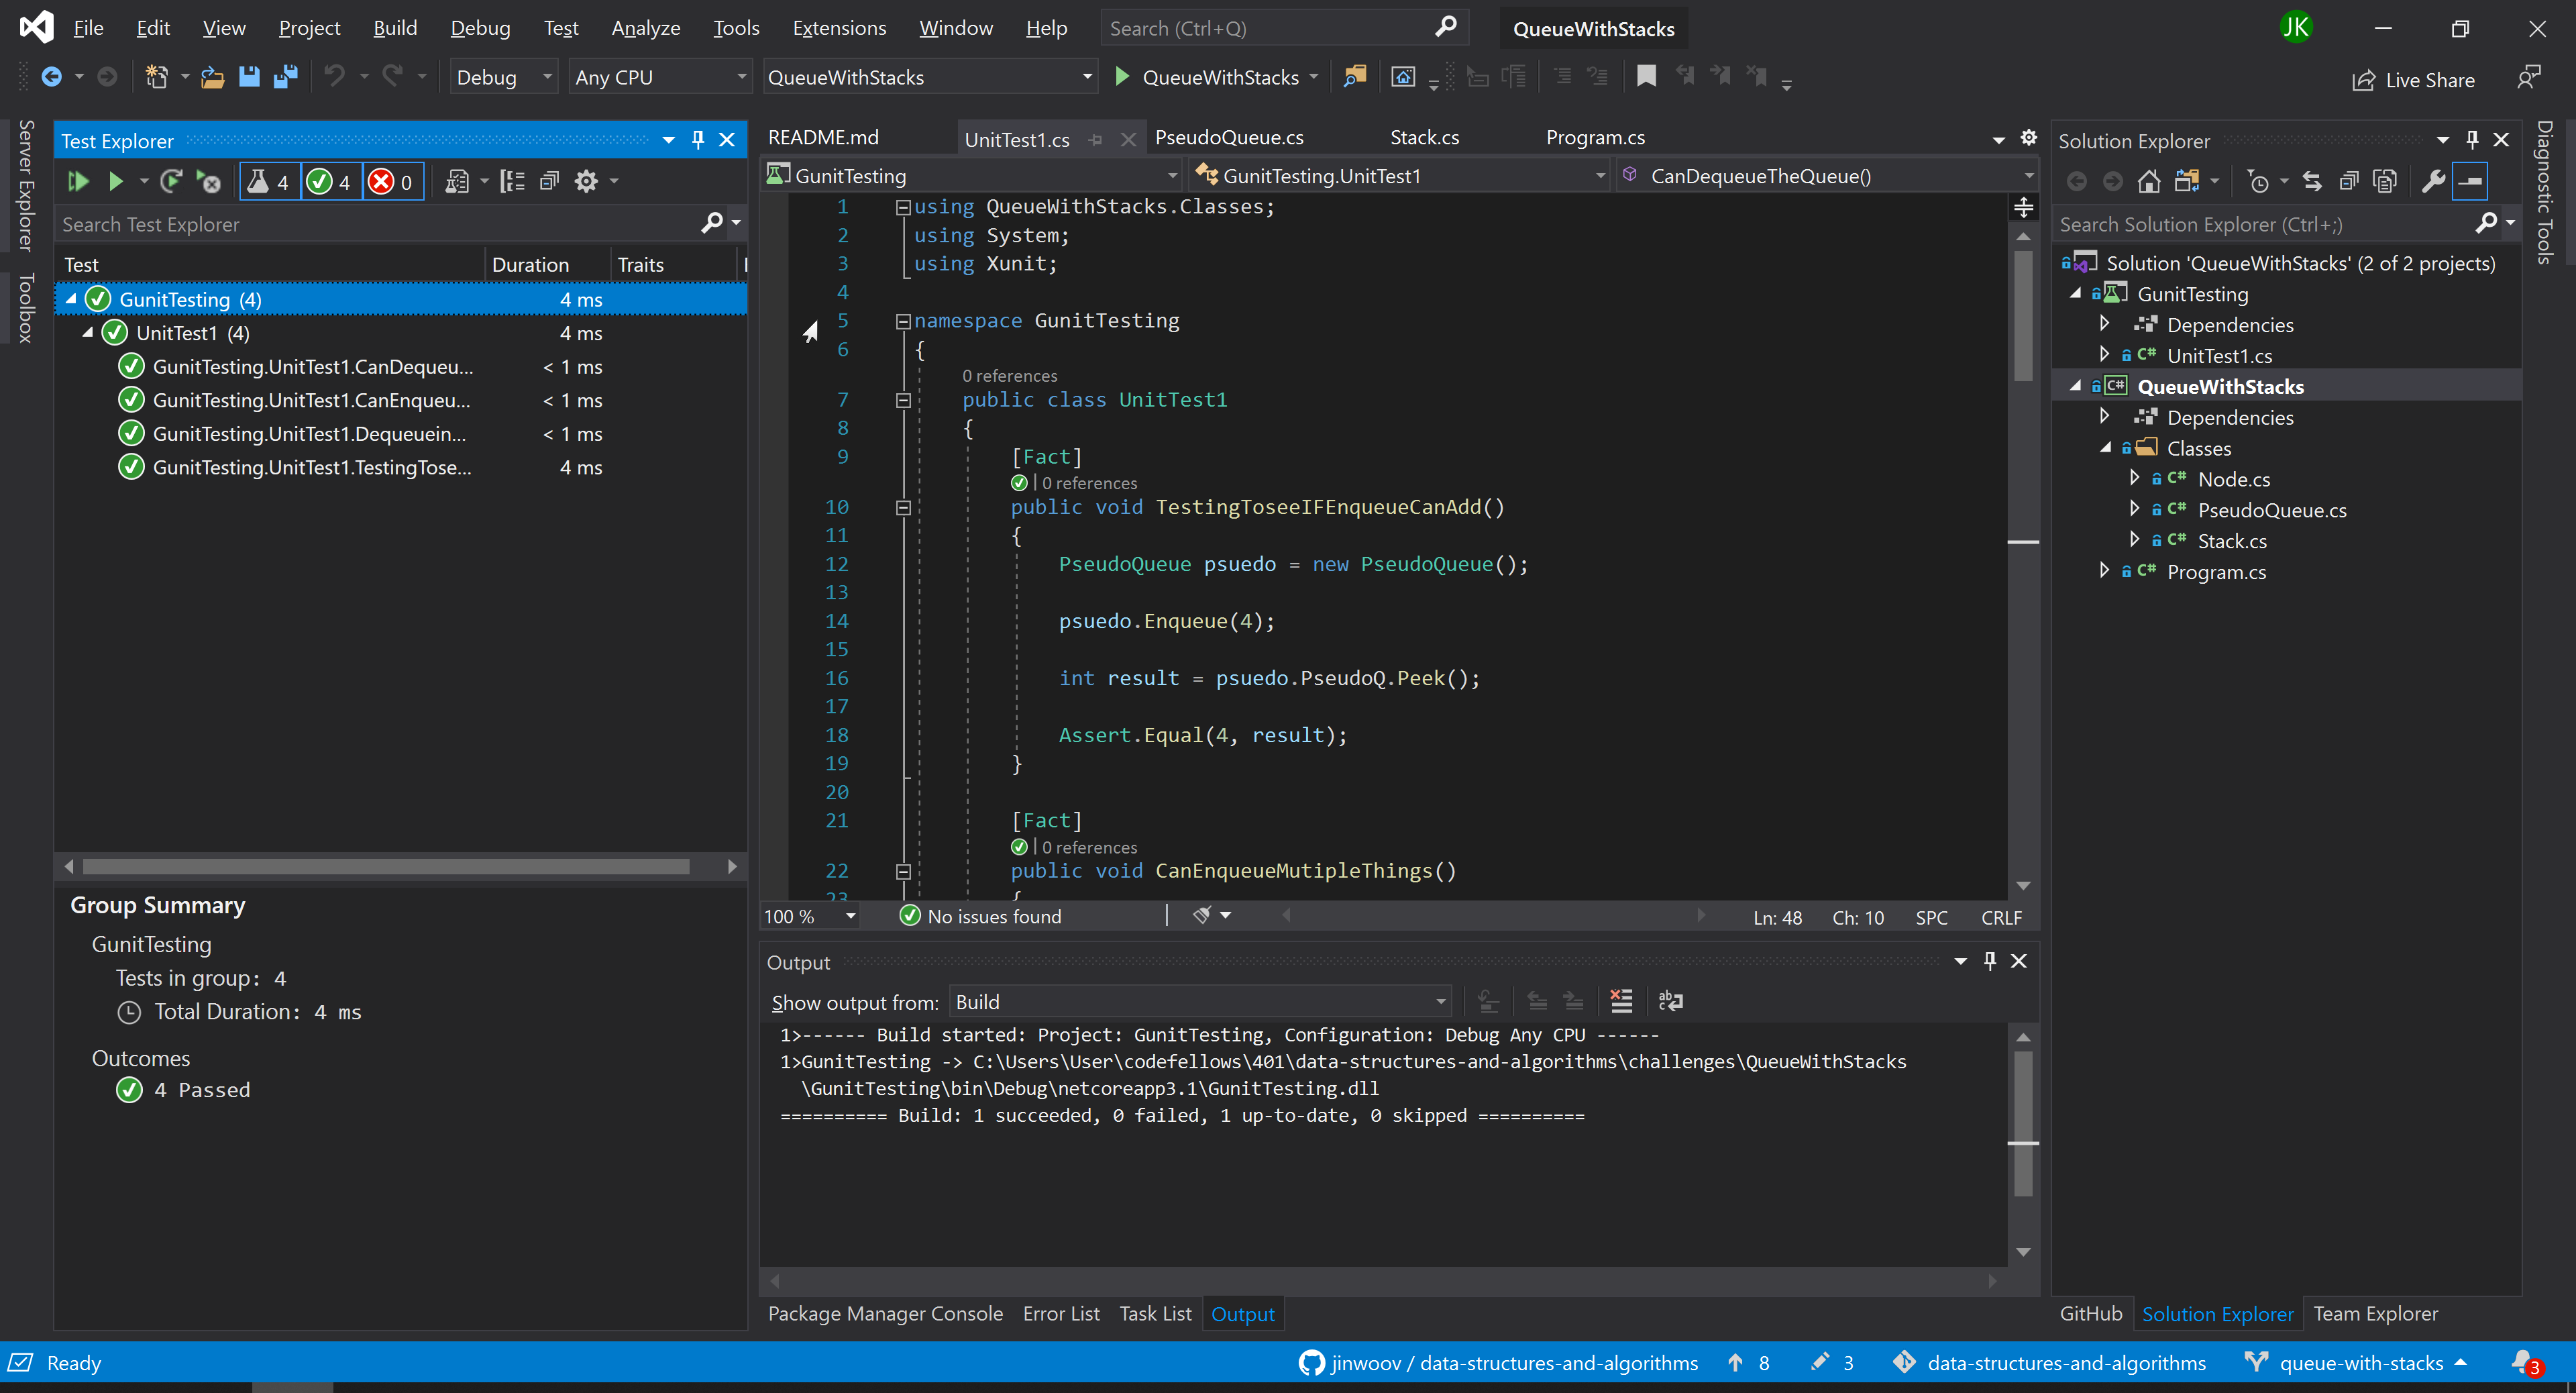 File Edit View Project Build Debug Test Analyze Tools Extensions Window Help Search (Ctrl+Q) QueueWithStacks JK
Debug Any CPU QueueWithStacks QueueWithStacks Live Share
Server Explorer
Toolbox
Test Explorer
4 4 0
Search Test Explorer
Test Duration Traits
GunitTesting (4) 4 ms
UnitTest1 (4) 4 ms
GunitTesting.UnitTest1.CanDequeu... < 1 ms
GunitTesting.UnitTest1.CanEnqueu... < 1 ms
GunitTesting.UnitTest1.Dequeuein... < 1 ms
GunitTesting.UnitTest1.TestingTose... 4 ms
Group Summary
GunitTesting
Tests in group: 4
Total Duration: 4 ms
Outcomes
4 Passed
README.md UnitTest1.cs PseudoQueue.cs Stack.cs Program.cs
GunitTesting GunitTesting.UnitTest1 CanDequeueTheQueue()
1 using QueueWithStacks.Classes;
2 using System;
3 using Xunit;
4
5 namespace GunitTesting
6 {
0 references
7 public class UnitTest1
8 {
9 [Fact]
| 0 references
10 public void TestingToseeIFEnqueueCanAdd()
11 {
12 PseudoQueue psuedo = new PseudoQueue();
13
14 psuedo.Enqueue(4);
15
16 int result = psuedo.PseudoQ.Peek();
17
18 Assert.Equal(4, result);
19 }
20
21 [Fact]
| 0 references
22 public void CanEnqueueMutipleThings()
23 {
100 % No issues found Ln: 48 Ch: 10 SPC CRLF
Output
Show output from: Build
1>------ Build started: Project: GunitTesting, Configuration: Debug Any CPU ------
1>GunitTesting -> C:\Users\User\codefellows\401\data-structures-and-algorithms\challenges\QueueWithStacks
\GunitTesting\bin\Debug\netcoreapp3.1\GunitTesting.dll
========== Build: 1 succeeded, 0 failed, 1 up-to-date, 0 skipped ==========
Package Manager Console Error List Task List Output
Solution Explorer
Search Solution Explorer (Ctrl+;)
Solution 'QueueWithStacks' (2 of 2 projects)
GunitTesting
Dependencies
C# UnitTest1.cs
C# QueueWithStacks
Dependencies
Classes
C# Node.cs
C# PseudoQueue.cs
C# Stack.cs
C# Program.cs
GitHub Solution Explorer Team Explorer
Diagnostic Tools
Ready jinwoov / data-structures-and-algorithms 8 3 data-structures-and-algorithms queue-with-stacks 3